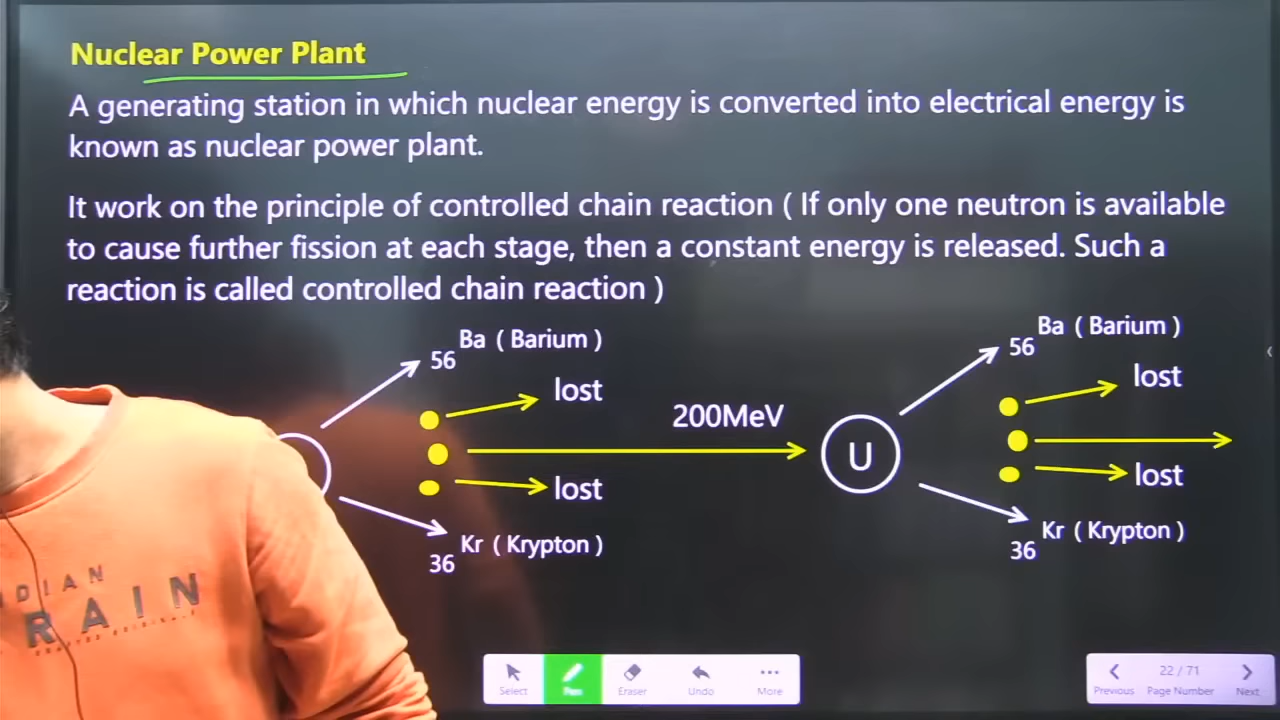 Nuclear Power Plant
A generating station in which nuclear energy is converted into electrical energy is
known as nuclear power plant.
It work on the principle of controlled chain reaction ( If only one neutron is available
to cause further fission at each stage, then a constant energy is released. Such a
reaction is called controlled chain reaction )
56 Ba ( Barium )
lost
200MeV
lost
36 Kr ( Krypton )
U
56 Ba ( Barium )
lost
lost
36 Kr ( Krypton )
DIAN
RAIN
Select Pen Eraser Undo More
22 / 71
Previous Page Number Next